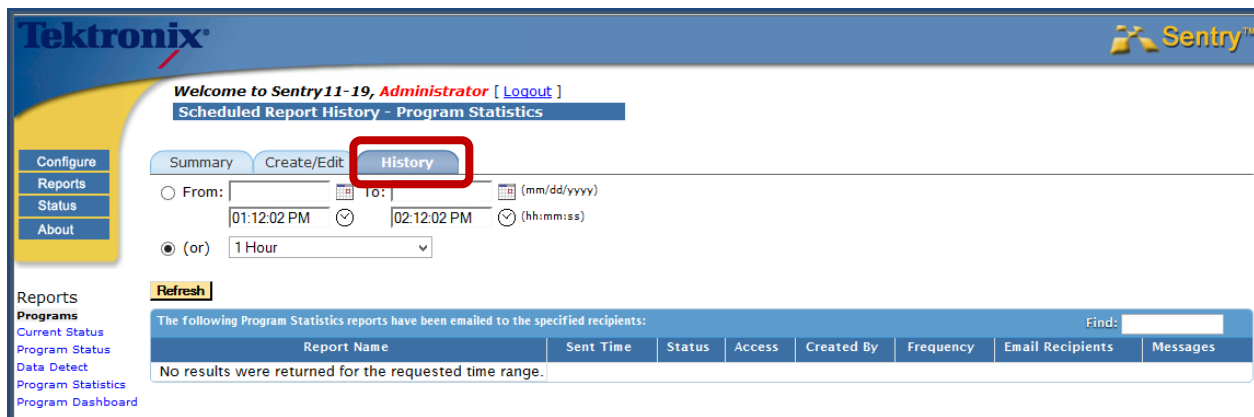 Tektronix®
Sentry™
Welcome to Sentry11-19, Administrator [ Logout ]
Scheduled Report History - Program Statistics
Configure
Reports
Status
About
Summary Create/Edit History
From: To: (mm/dd/yyyy)
01:12:02 PM 02:12:02 PM (hh:mm:ss)
(or) 1 Hour
Refresh
Reports
Programs
Current Status
Program Status
Data Detect
Program Statistics
Program Dashboard
The following Program Statistics reports have been emailed to the specified recipients: Find:
Report Name Sent Time Status Access Created By Frequency Email Recipients Messages
No results were returned for the requested time range.